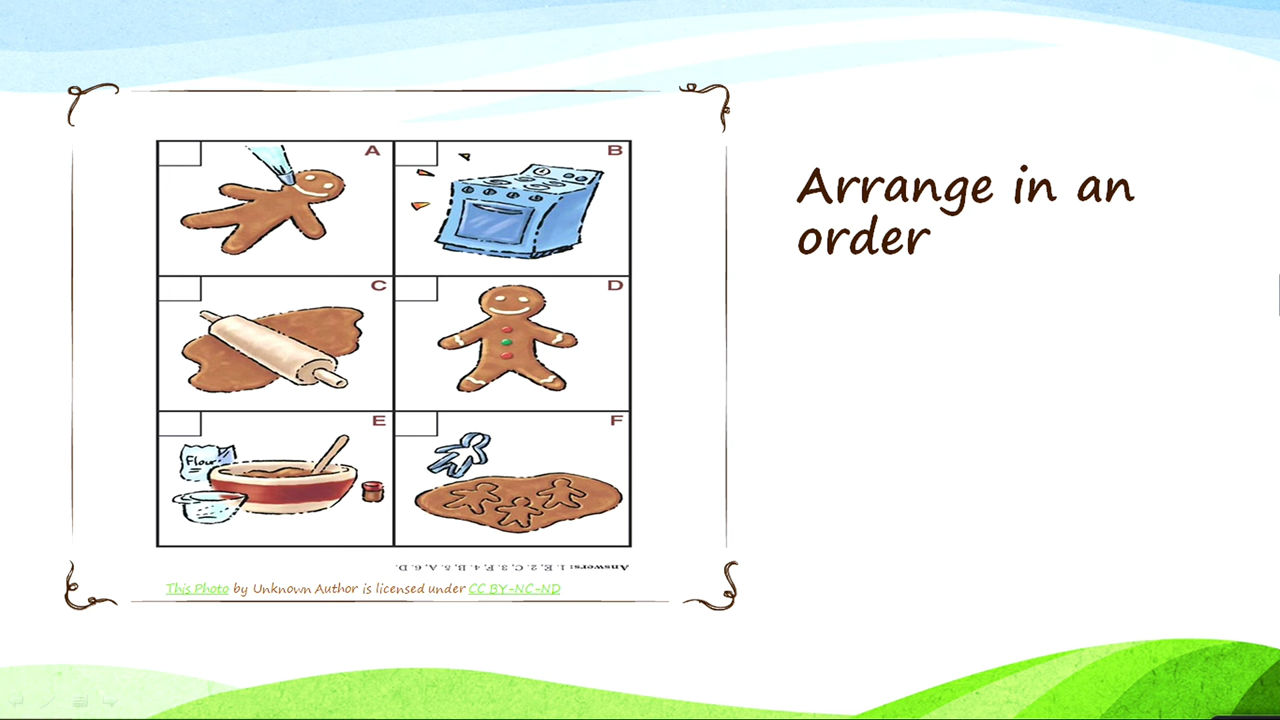 Arrange in an
order
A
B
C
D
E
Flour
F
Answers: 1. E, 2. C, 3. F, 4. B, 5. A, 6. D.
This Photo by Unknown Author is licensed under CC BY-NC-ND